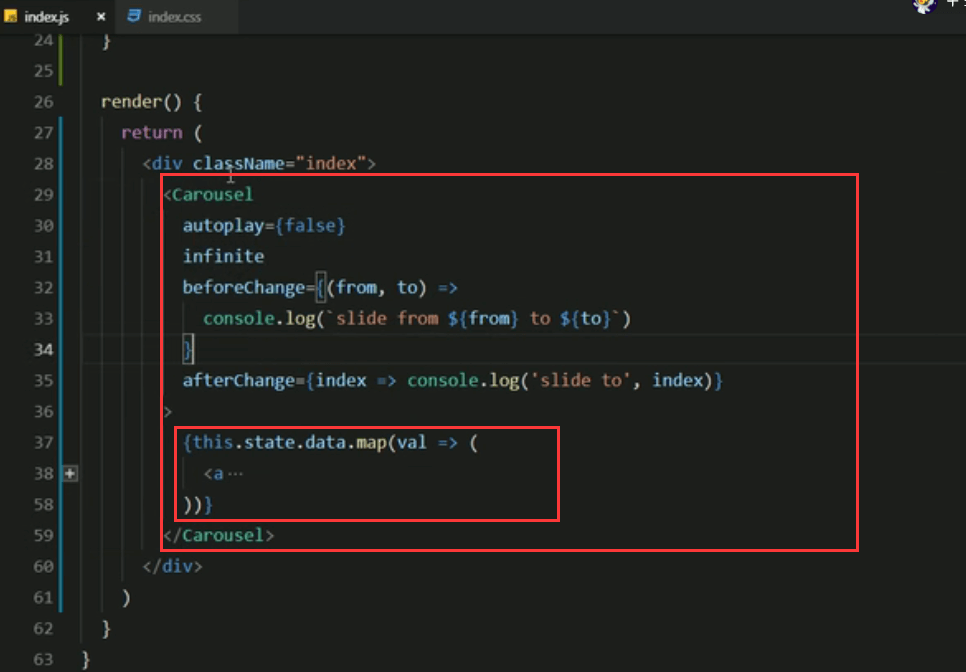 index.js × index.css
24 }
25
26 render() {
27 return (
28 <div className="index">
29 <Carousel
30 autoplay={false}
31 infinite
32 beforeChange={(from, to) =>
33 console.log(`slide from ${from} to ${to}`)
34 }
35 afterChange={index => console.log('slide to', index)}
36 >
37 {this.state.data.map(val => (
38 <a…
58 ))}
59 </Carousel>
60 </div>
61 )
62 }
63 }